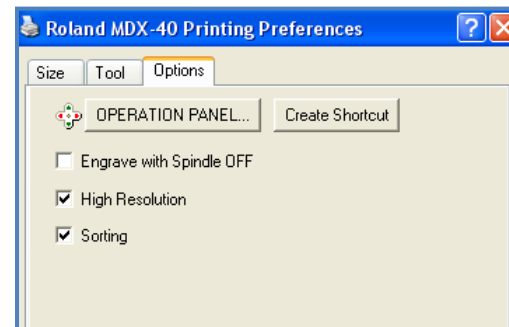 Roland MDX-40 Printing Preferences
Size Tool Options
OPERATION PANEL... Create Shortcut
Engrave with Spindle OFF
High Resolution
Sorting